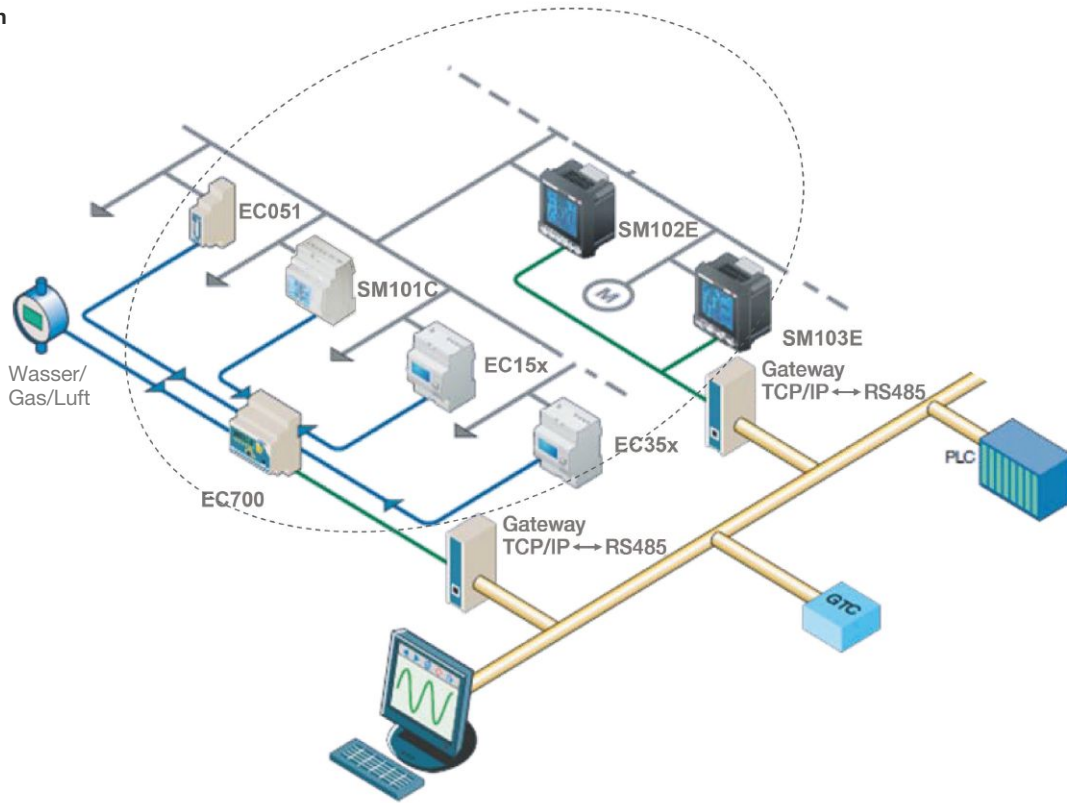 EC051
SM102E
SM101C
M
SM103E
Wasser/
Gas/Luft
EC15x
Gateway
TCP/IP ↔ RS485
EC35x
PLC
EC700
Gateway
TCP/IP ↔ RS485
GTC